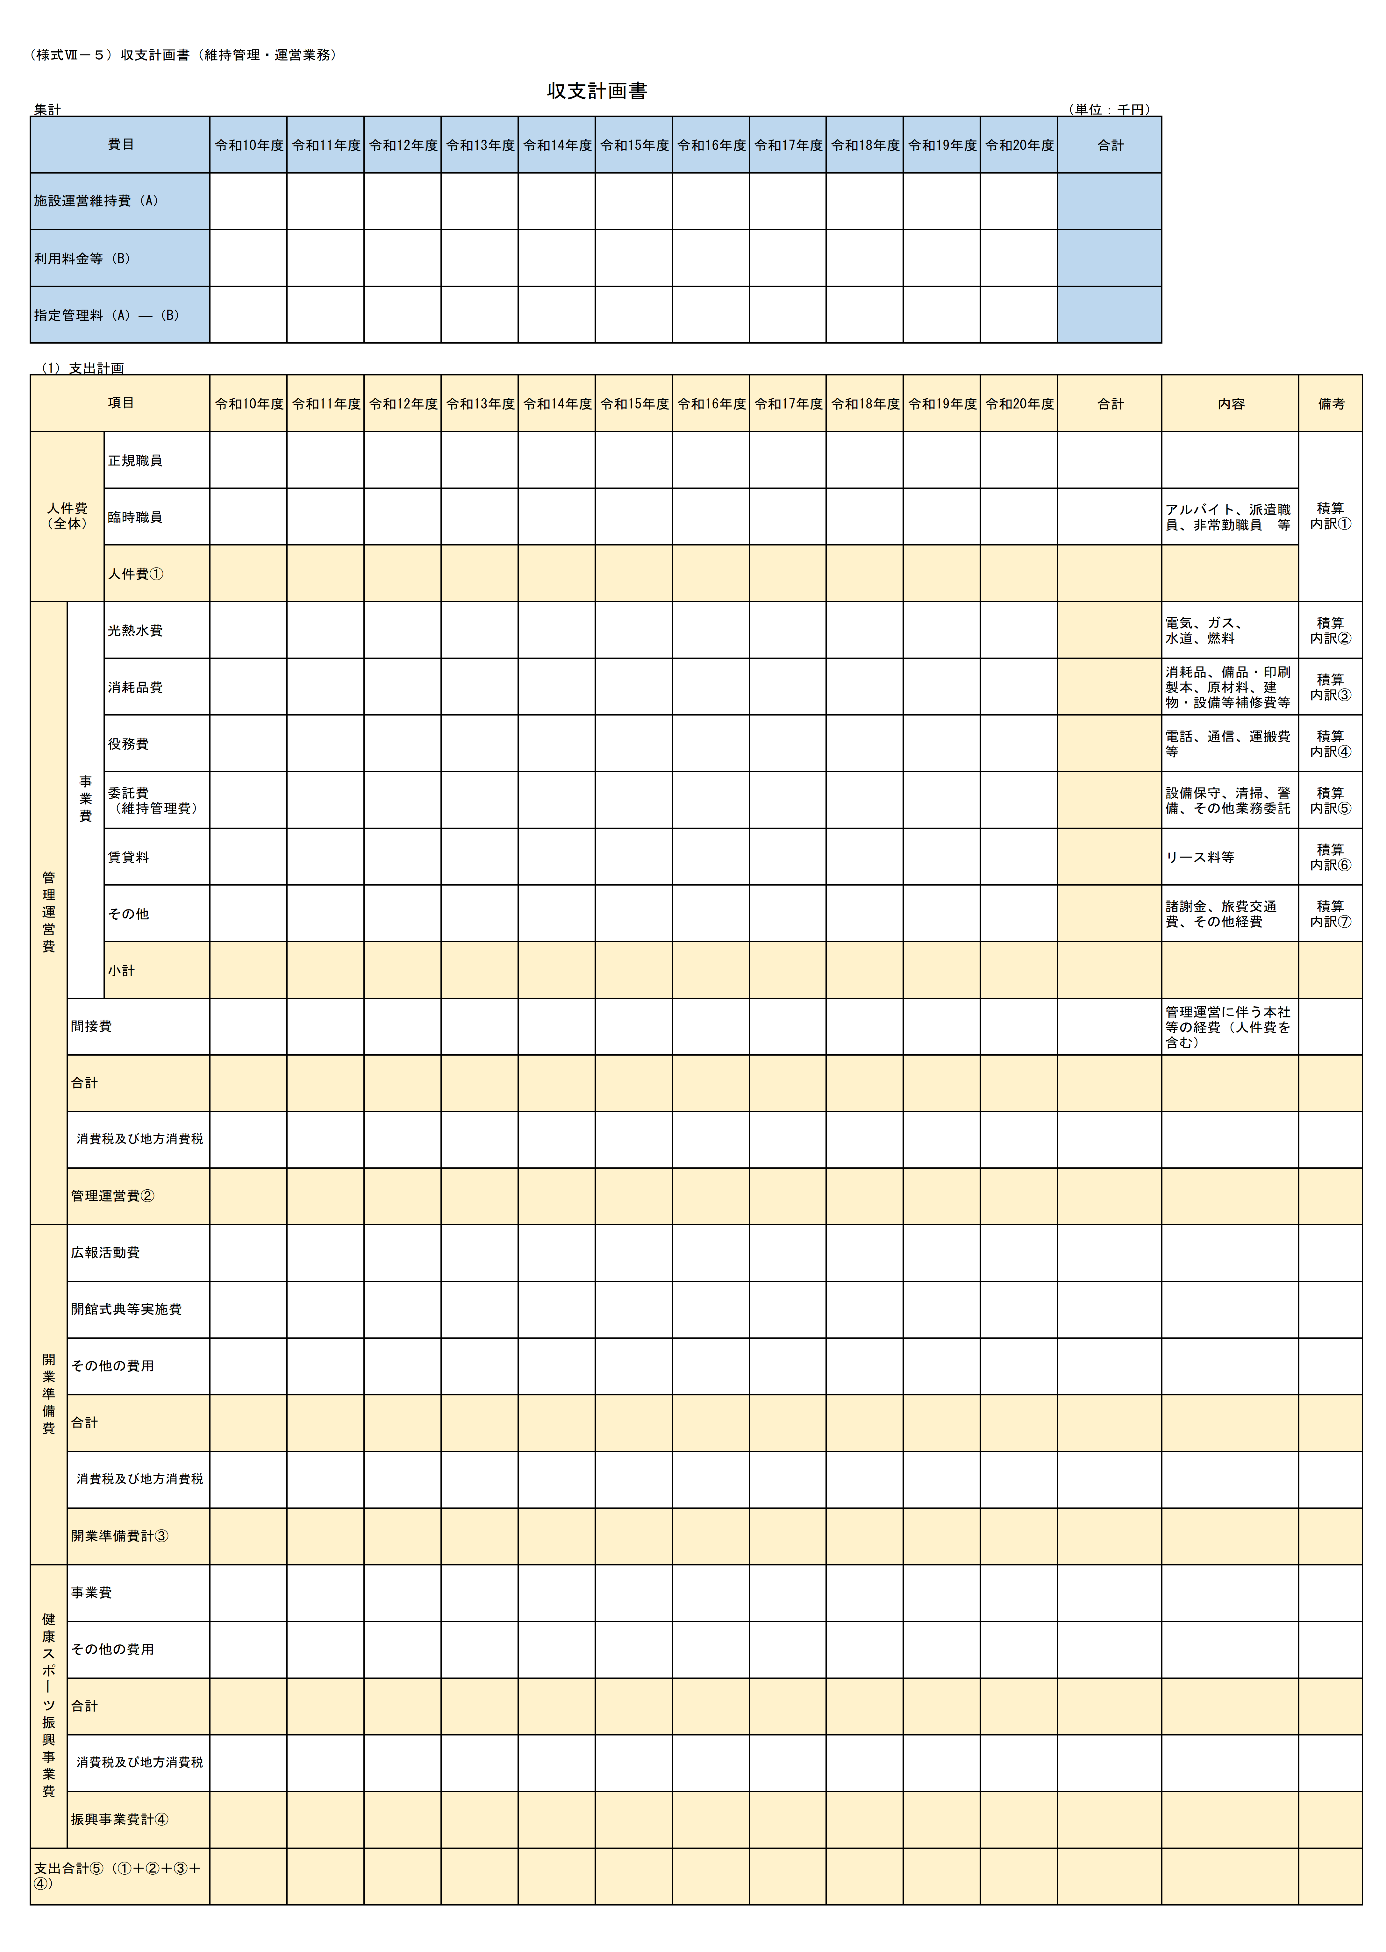 （様式Ⅶ－５）収支計画書（維持管理・運営業務）
収支計画書
集計
（単位：千円）
費目 令和10年度 令和11年度 令和12年度 令和13年度 令和14年度 令和15年度 令和16年度 令和17年度 令和18年度 令和19年度 令和20年度 合計
施設運営維持費（A）
利用料金等（B）
指定管理料（A）―（B）
（1）支出計画
項目 令和10年度 令和11年度 令和12年度 令和13年度 令和14年度 令和15年度 令和16年度 令和17年度 令和18年度 令和19年度 令和20年度 合計 内容 備考
人件費
（全体）
正規職員
臨時職員
アルバイト、派遣職
員、非常勤職員　等
積算
内訳①
人件費①
管理運営費
事業費
光熱水費
電気、ガス、
水道、燃料
積算
内訳②
消耗品費
消耗品、備品・印刷
製本、原材料、建
物・設備等補修費等
積算
内訳③
役務費
電話、通信、運搬費
等
積算
内訳④
委託費
（維持管理費）
設備保守、清掃、警
備、その他業務委託
積算
内訳⑤
賃貸料
リース料等
積算
内訳⑥
その他
諸謝金、旅費交通
費、その他経費
積算
内訳⑦
小計
間接費
管理運営に伴う本社
等の経費（人件費を
含む）
合計
消費税及び地方消費税
管理運営費②
開業準備費
広報活動費
開館式典等実施費
その他の費用
合計
消費税及び地方消費税
開業準備費計③
健康スポーツ振興事業費
事業費
その他の費用
合計
消費税及び地方消費税
振興事業費計④
支出合計⑤（①＋②＋③＋
④）